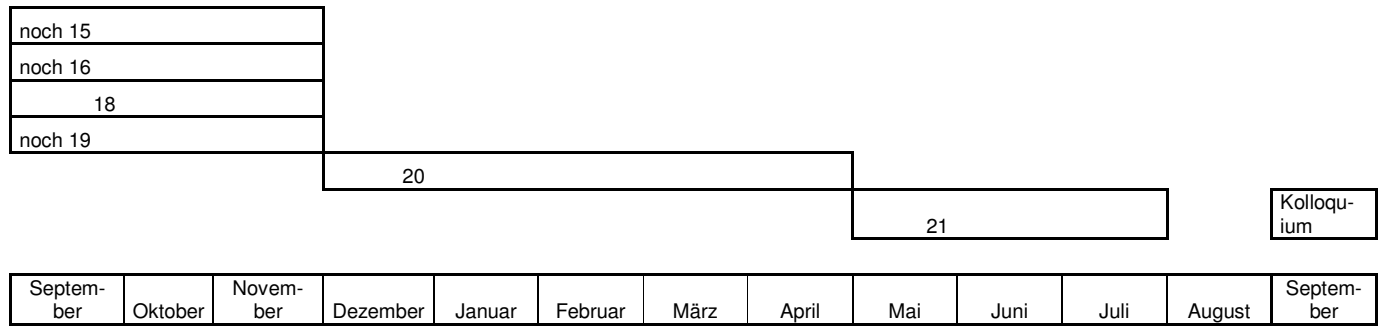 noch 15
noch 16
18
noch 19
20
21
Kolloqu-
ium
Septem-
ber
Oktober
Novem-
ber
Dezember
Januar
Februar
März
April
Mai
Juni
Juli
August
Septem-
ber